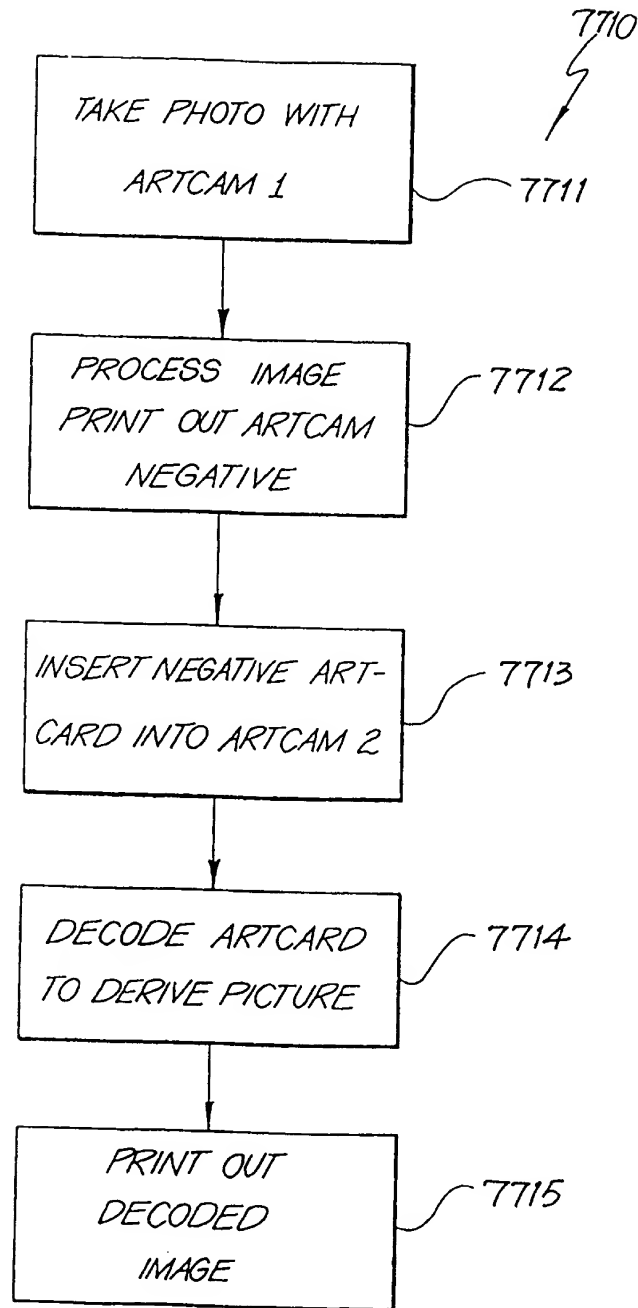 7710
TAKE PHOTO WITH
ARTCAM 1
7711
PROCESS IMAGE
PRINT OUT ARTCAM
NEGATIVE
7712
INSERT NEGATIVE ART-
CARD INTO ARTCAM 2
7713
DECODE ARTCARD
TO DERIVE PICTURE
7714
PRINT OUT
DECODED
IMAGE
7715